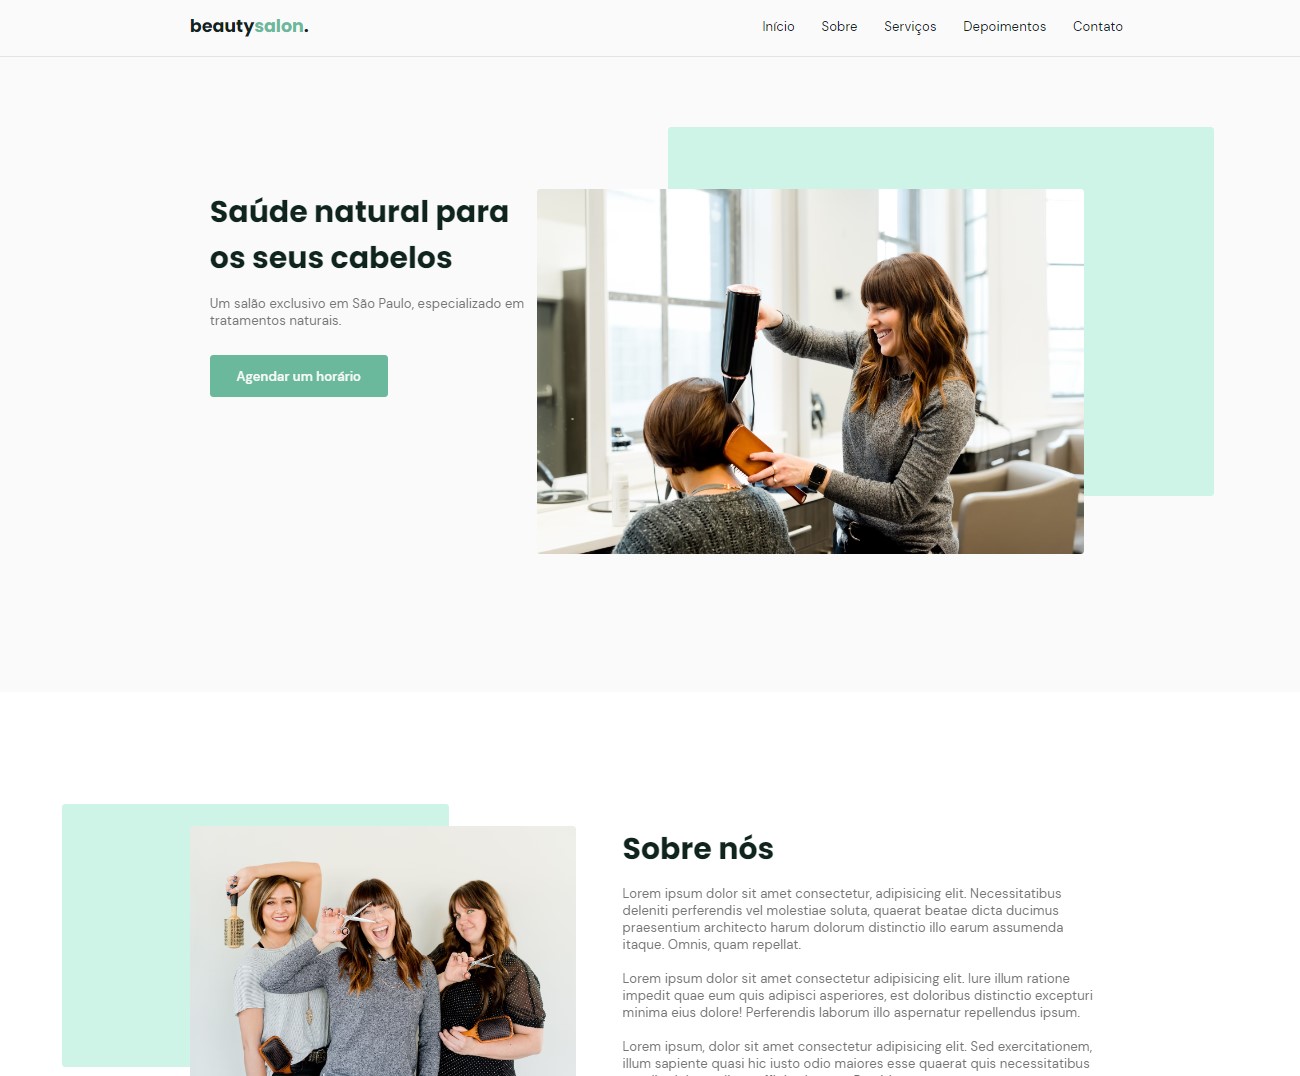 beautysalon.
Início Sobre Serviços Depoimentos Contato
Saúde natural para
os seus cabelos
Um salão exclusivo em São Paulo, especializado em
tratamentos naturais.
Agendar um horário
Sobre nós
Lorem ipsum dolor sit amet consectetur, adipisicing elit. Necessitatibus
deleniti perferendis vel molestiae soluta, quaerat beatae dicta ducimus
praesentium architecto harum dolorum distinctio illo earum assumenda
itaque. Omnis, quam repellat.
Lorem ipsum dolor sit amet consectetur adipisicing elit. Iure illum ratione
impedit quae eum quis adipisci asperiores, est doloribus distinctio excepturi
minima eius dolore! Perferendis laborum illo aspernatur repellendus ipsum.
Lorem ipsum, dolor sit amet consectetur adipisicing elit. Sed exercitationem,
illum sapiente quasi hic iusto odio maiores esse quaerat quis necessitatibus